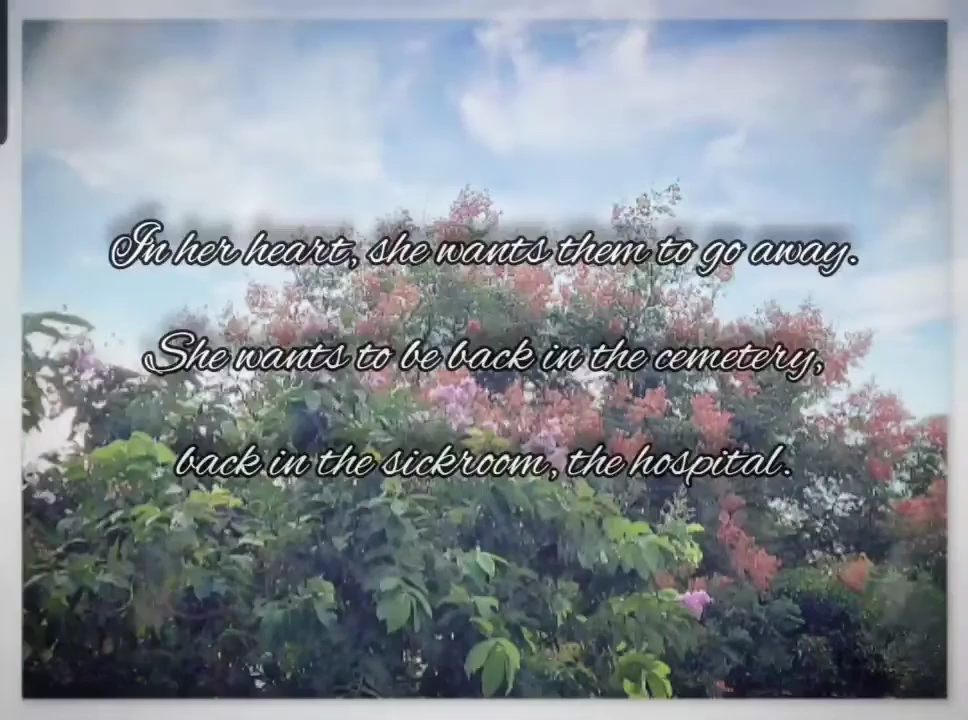 In her heart, she wants them to go away.
She wants to be back in the cemetery,
back in the sickroom, the hospital.